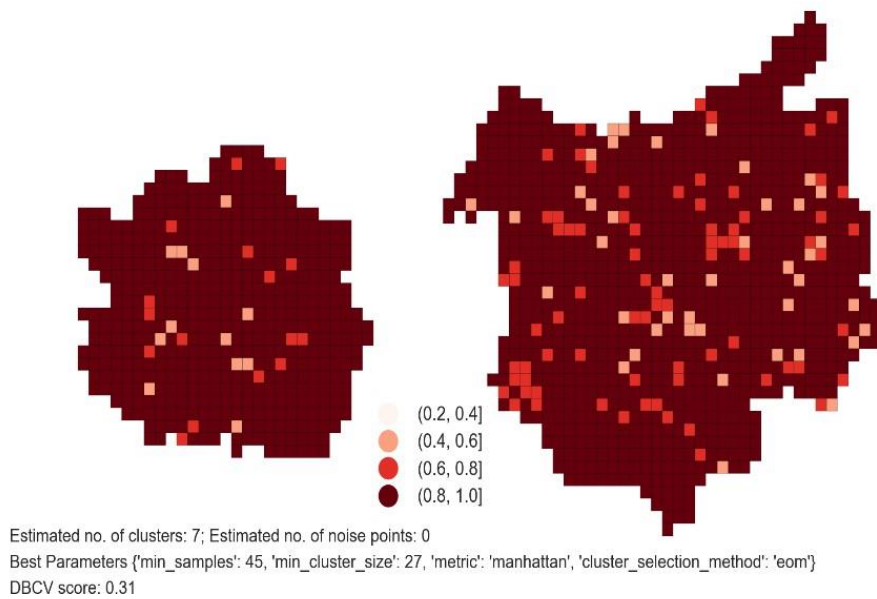 (0.2, 0.4]
(0.4, 0.6]
(0.6, 0.8]
(0.8, 1.0]
Estimated no. of clusters: 7; Estimated no. of noise points: 0
Best Parameters {'min_samples': 45, 'min_cluster_size': 27, 'metric': 'manhattan', 'cluster_selection_method': 'eom'}
DBCV score: 0.31